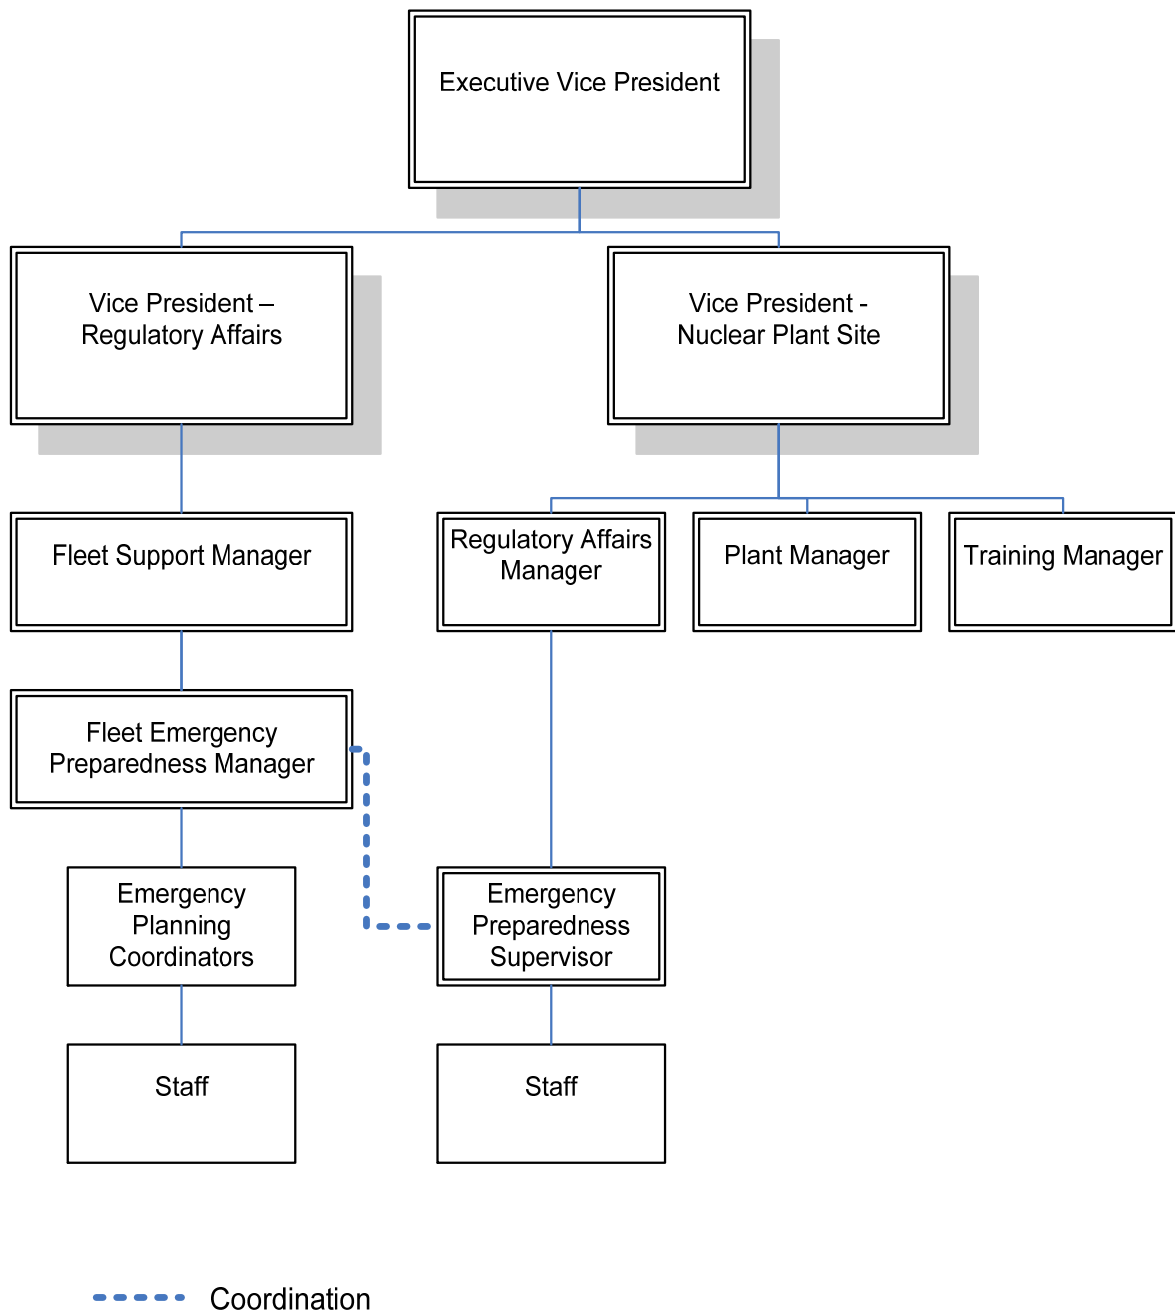 Executive Vice President
Vice President –
Regulatory Affairs
Vice President -
Nuclear Plant Site
Fleet Support Manager
Regulatory Affairs
Manager
Plant Manager
Training Manager
Fleet Emergency
Preparedness Manager
Emergency
Planning
Coordinators
Emergency
Preparedness
Supervisor
Staff
Staff
Coordination